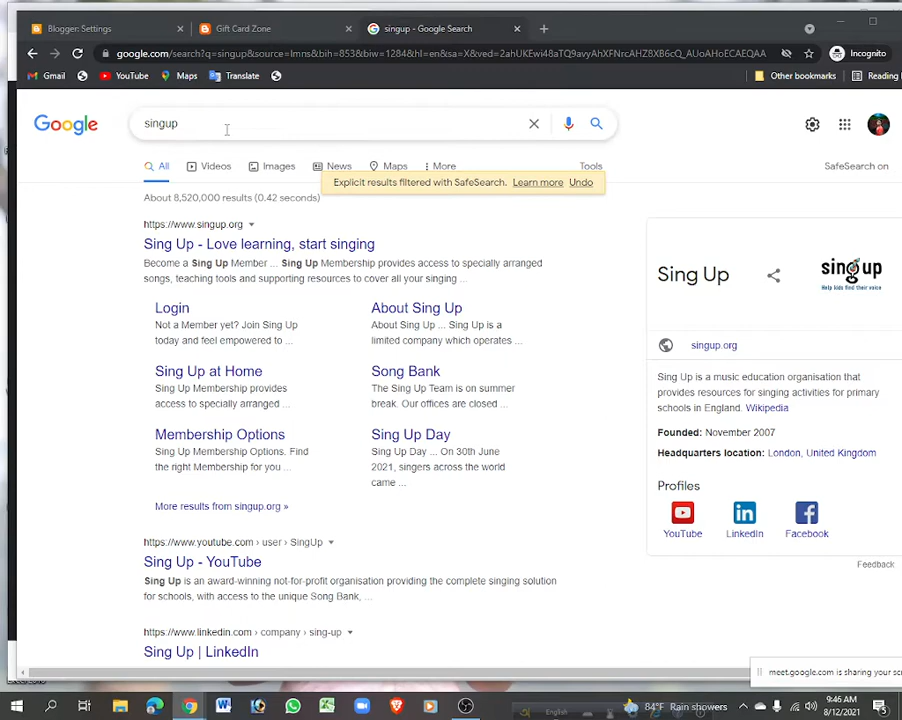 Blogger: Settings
Gift Card Zone
singup - Google Search
google.com/search?q=singup&source=lmns&bih=853&biw=1284&hl=en&sa=X&ved=2ahUKEwi48aTQ9avyAhXFNrcAHZ8XB6cQ_AUoAHoECAEQAA
Incognito
Gmail
YouTube
Maps
Translate
Other bookmarks
Reading
Google
singup
All
Videos
Images
News
Maps
More
Tools
SafeSearch on
Explicit results filtered with SafeSearch. Learn more Undo
About 8,520,000 results (0.42 seconds)
https://www.singup.org
Sing Up - Love learning, start singing
Become a Sing Up Member ... Sing Up Membership provides access to specially arranged
songs, teaching tools and supporting resources to cover all your singing ...
Login
Not a Member yet? Join Sing Up
today and feel empowered to ...
About Sing Up
About Sing Up ... Sing Up is a
limited company which operates ...
Sing Up at Home
Sing Up Membership provides
access to specially arranged ...
Song Bank
The Sing Up Team is on summer
break. Our offices are closed ...
Membership Options
Sing Up Membership Options. Find
the right Membership for you ...
Sing Up Day
Sing Up Day ... On 30th June
2021, singers across the world
came ...
More results from singup.org »
https://www.youtube.com › user › SingUp
Sing Up - YouTube
Sing Up is an award-winning not-for-profit organisation providing the complete singing solution
for schools, with access to the unique Song Bank, ...
https://www.linkedin.com › company › sing-up
Sing Up | LinkedIn
Sing Up
sing up
Help kids find their voice
singup.org
Sing Up is a music education organisation that
provides resources for singing activities for primary
schools in England. Wikipedia
Founded: November 2007
Headquarters location: London, United Kingdom
Profiles
YouTube
LinkedIn
Facebook
Feedback
meet.google.com is sharing your scr
English
84°F Rain showers
9:46 AM
8/12/2021